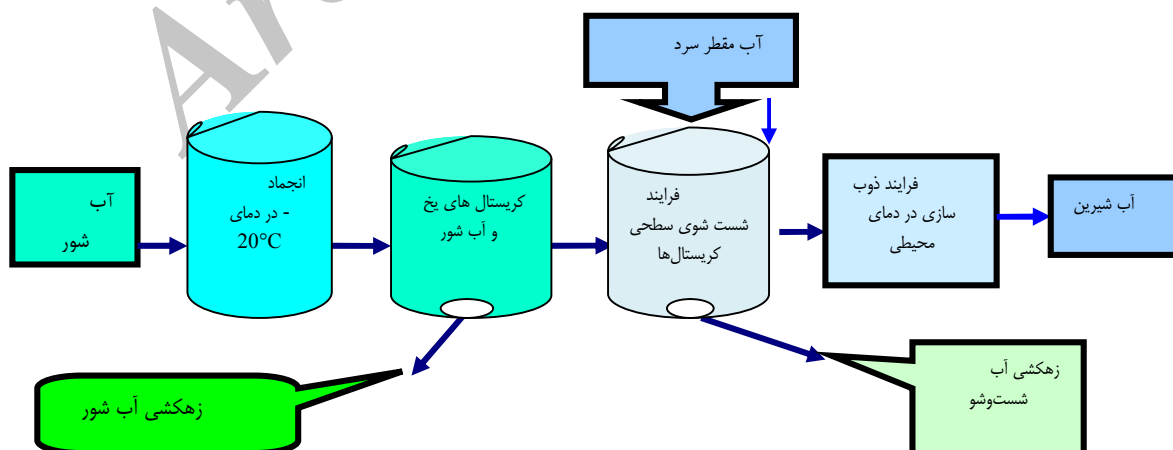 Ar
آب مقطر سرد
آب
شور
انجماد
در دمای -
20°C
کریستال های یخ
و آب شور
فرایند
شست شوی سطحی
کریستال‌ها
فرایند ذوب
سازی در دمای
محیطی
آب شیرین
زهکشی آب شور
زهکشی آب
شست‌وشو